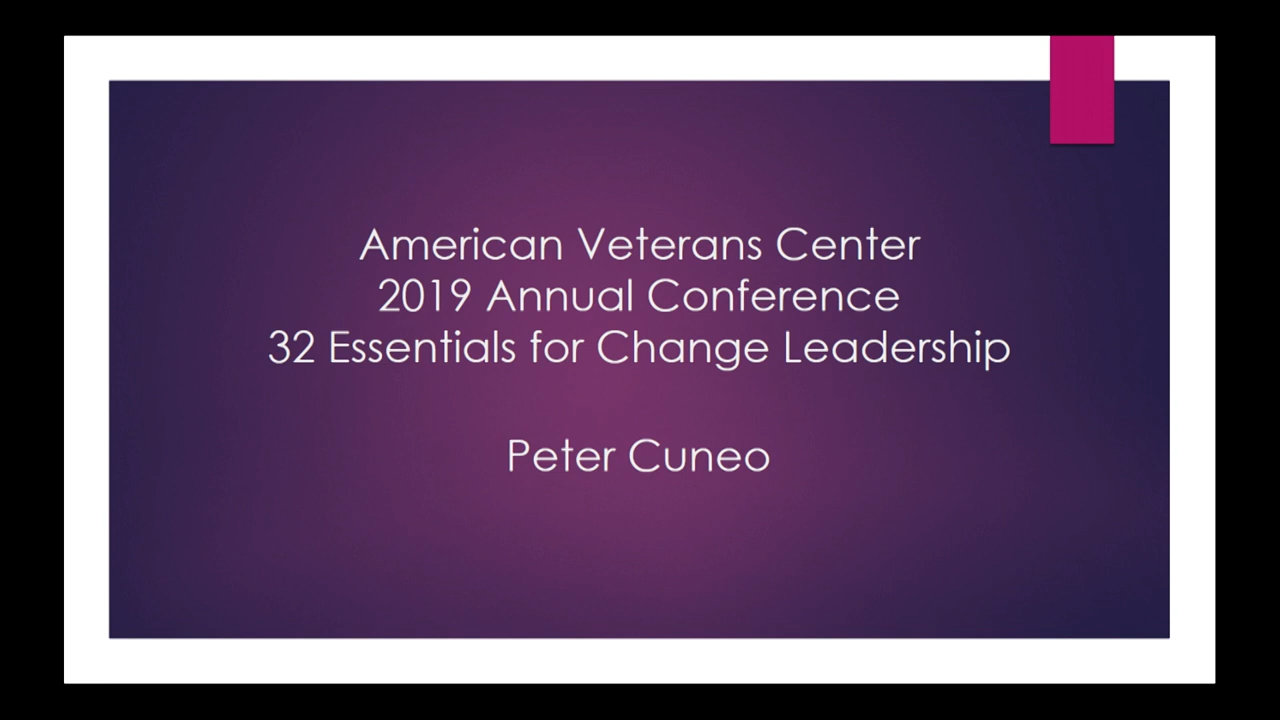 American Veterans Center
2019 Annual Conference
32 Essentials for Change Leadership
Peter Cuneo